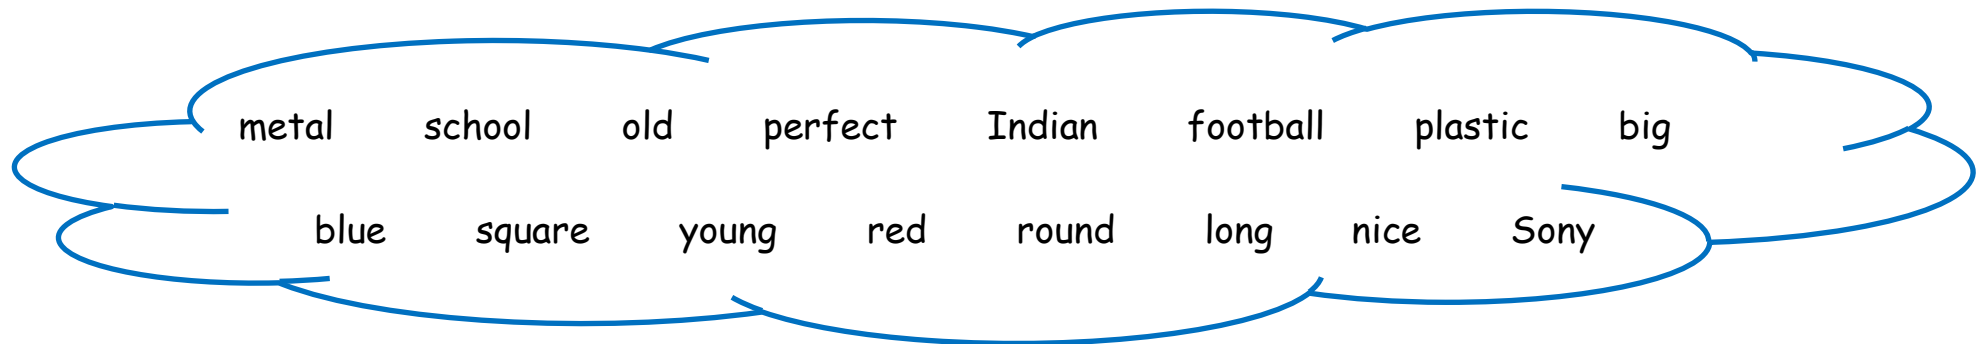 metal school old perfect Indian football plastic big
blue square young red round long nice Sony